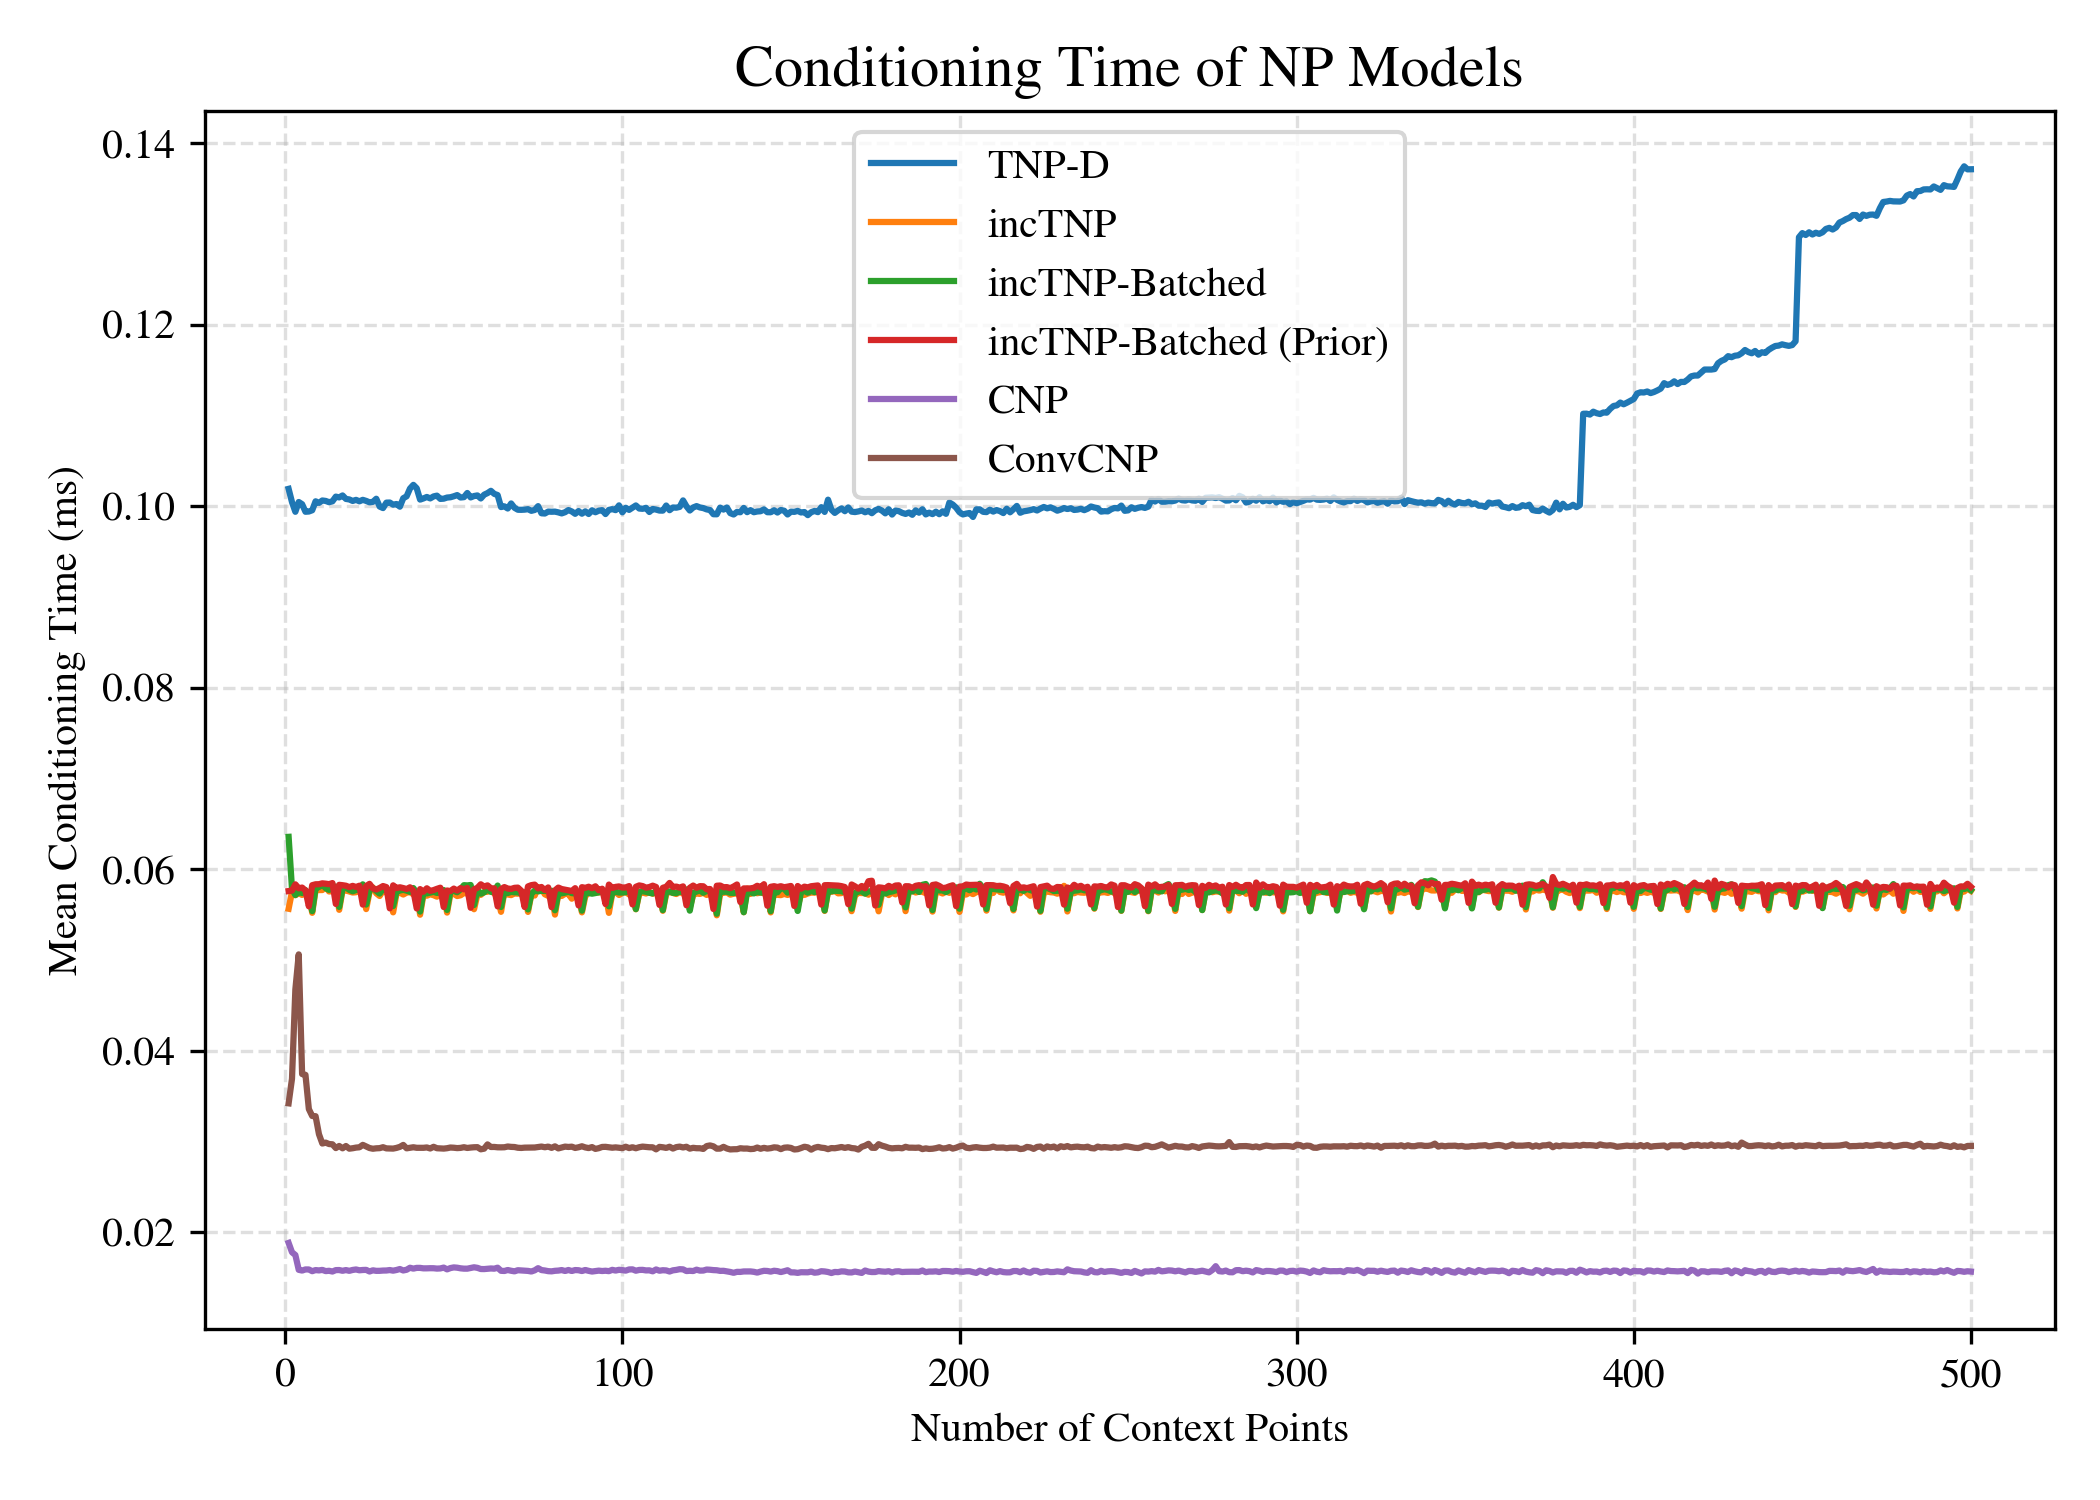 Conditioning Time of NP Models
Mean Conditioning Time (ms)
0.14
0.12
0.10
0.08
0.06
0.04
0.02
TNP-D
incTNP
incTNP-Batched
incTNP-Batched (Prior)
CNP
ConvCNP
0 100 200 300 400 500
Number of Context Points